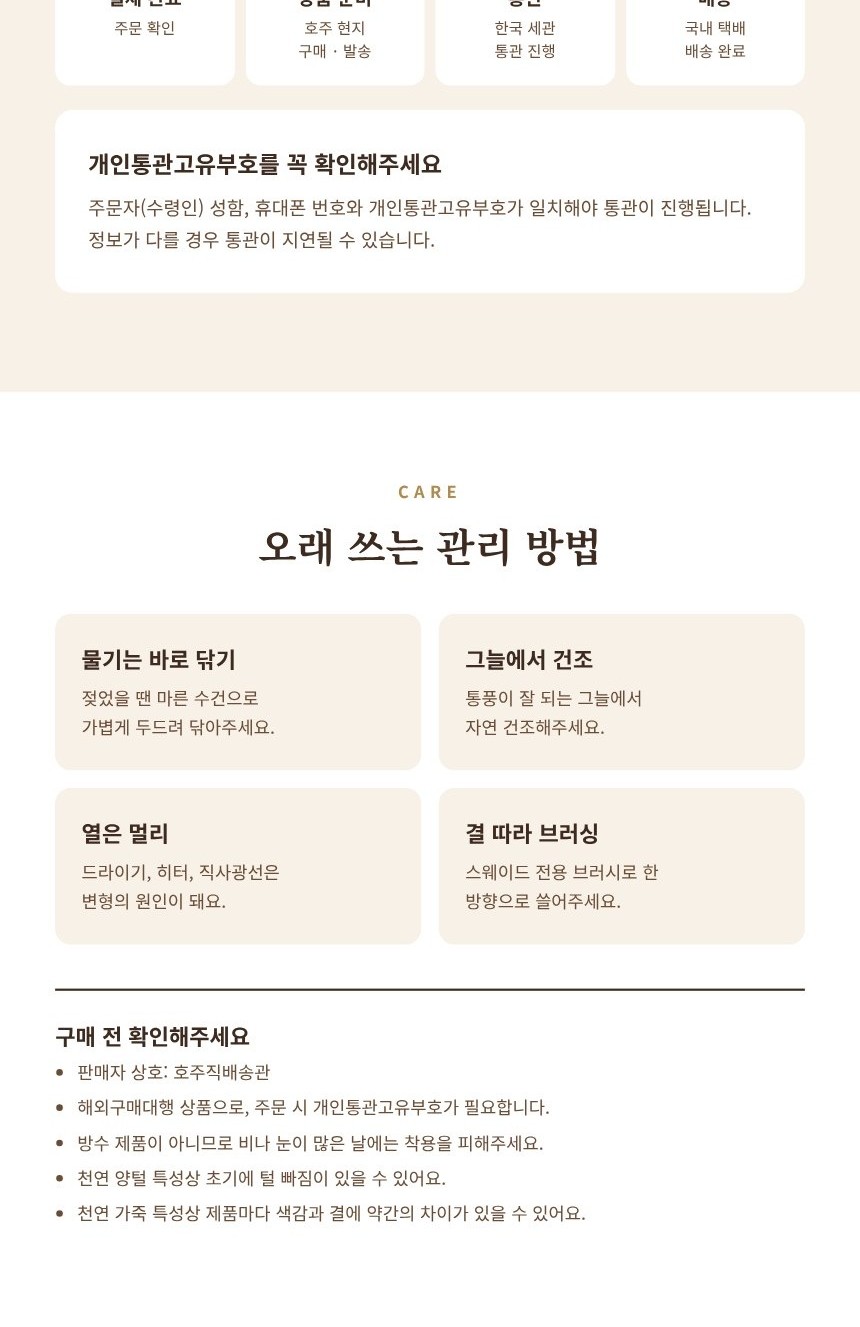 주문 확인
호주 현지
구매 · 발송
한국 세관
통관 진행
국내 택배
배송 완료
개인통관고유부호를 꼭 확인해주세요
주문자(수령인) 성함, 휴대폰 번호와 개인통관고유부호가 일치해야 통관이 진행됩니다.
정보가 다를 경우 통관이 지연될 수 있습니다.
CARE
오래 쓰는 관리 방법
물기는 바로 닦기
젖었을 땐 마른 수건으로
가볍게 두드려 닦아주세요.
그늘에서 건조
통풍이 잘 되는 그늘에서
자연 건조해주세요.
열은 멀리
드라이기, 히터, 직사광선은
변형의 원인이 돼요.
결 따라 브러싱
스웨이드 전용 브러시로 한
방향으로 쓸어주세요.
구매 전 확인해주세요
• 판매자 상호: 호주직배송관
• 해외구매대행 상품으로, 주문 시 개인통관고유부호가 필요합니다.
• 방수 제품이 아니므로 비나 눈이 많은 날에는 착용을 피해주세요.
• 천연 양털 특성상 초기에 털 빠짐이 있을 수 있어요.
• 천연 가죽 특성상 제품마다 색감과 결에 약간의 차이가 있을 수 있어요.